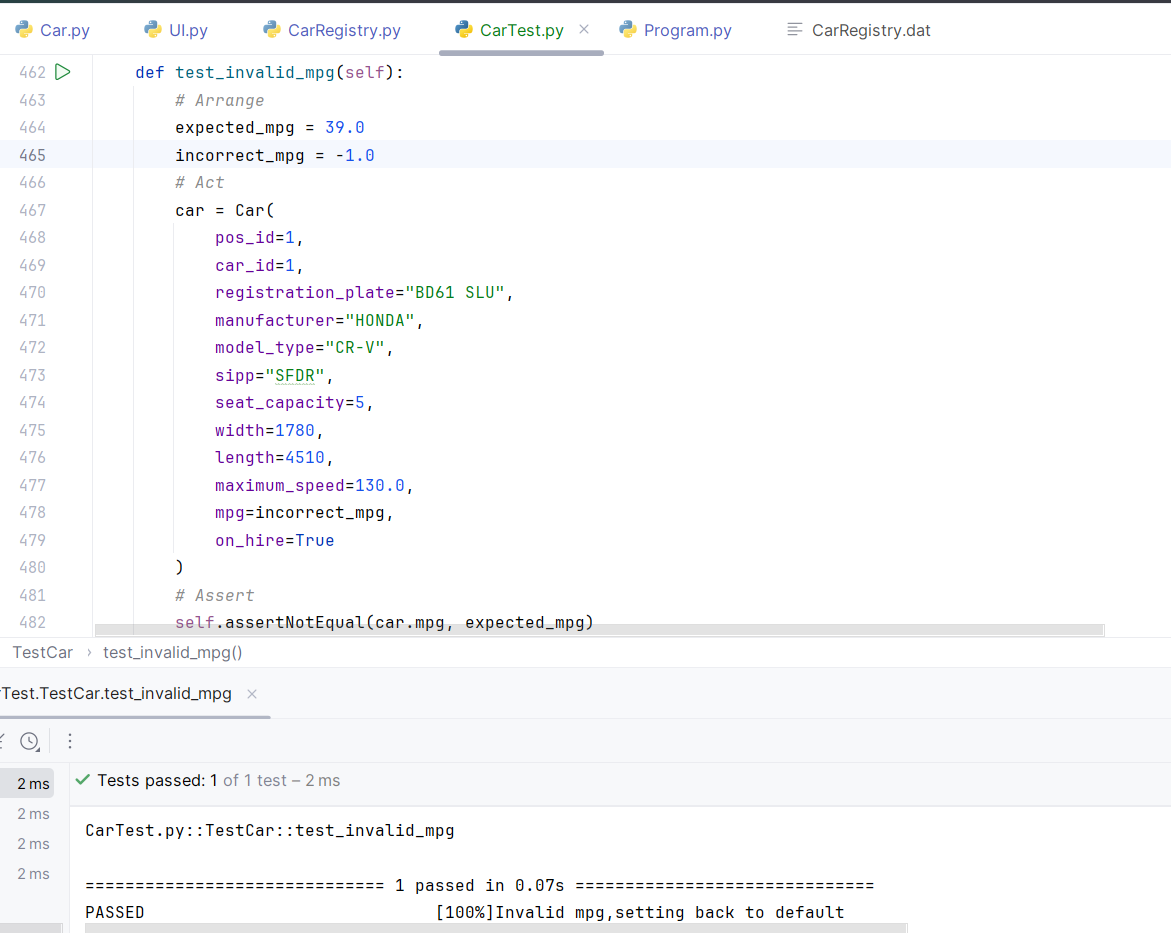 Car.py UI.py CarRegistry.py CarTest.py Program.py CarRegistry.dat
462 def test_invalid_mpg(self):
463 # Arrange
464 expected_mpg = 39.0
465 incorrect_mpg = -1.0
466 # Act
467 car = Car(
468 pos_id=1,
469 car_id=1,
470 registration_plate="BD61 SLU",
471 manufacturer="HONDA",
472 model_type="CR-V",
473 sipp="SFDR",
474 seat_capacity=5,
475 width=1780,
476 length=4510,
477 maximum_speed=130.0,
478 mpg=incorrect_mpg,
479 on_hire=True
480 )
481 # Assert
482 self.assertNotEqual(car.mpg, expected_mpg)
TestCar › test_invalid_mpg()
Test.TestCar.test_invalid_mpg
2 ms Tests passed: 1 of 1 test – 2 ms
2 ms
2 ms
2 ms
CarTest.py::TestCar::test_invalid_mpg
============================== 1 passed in 0.07s ==============================
PASSED [100%]Invalid mpg,setting back to default